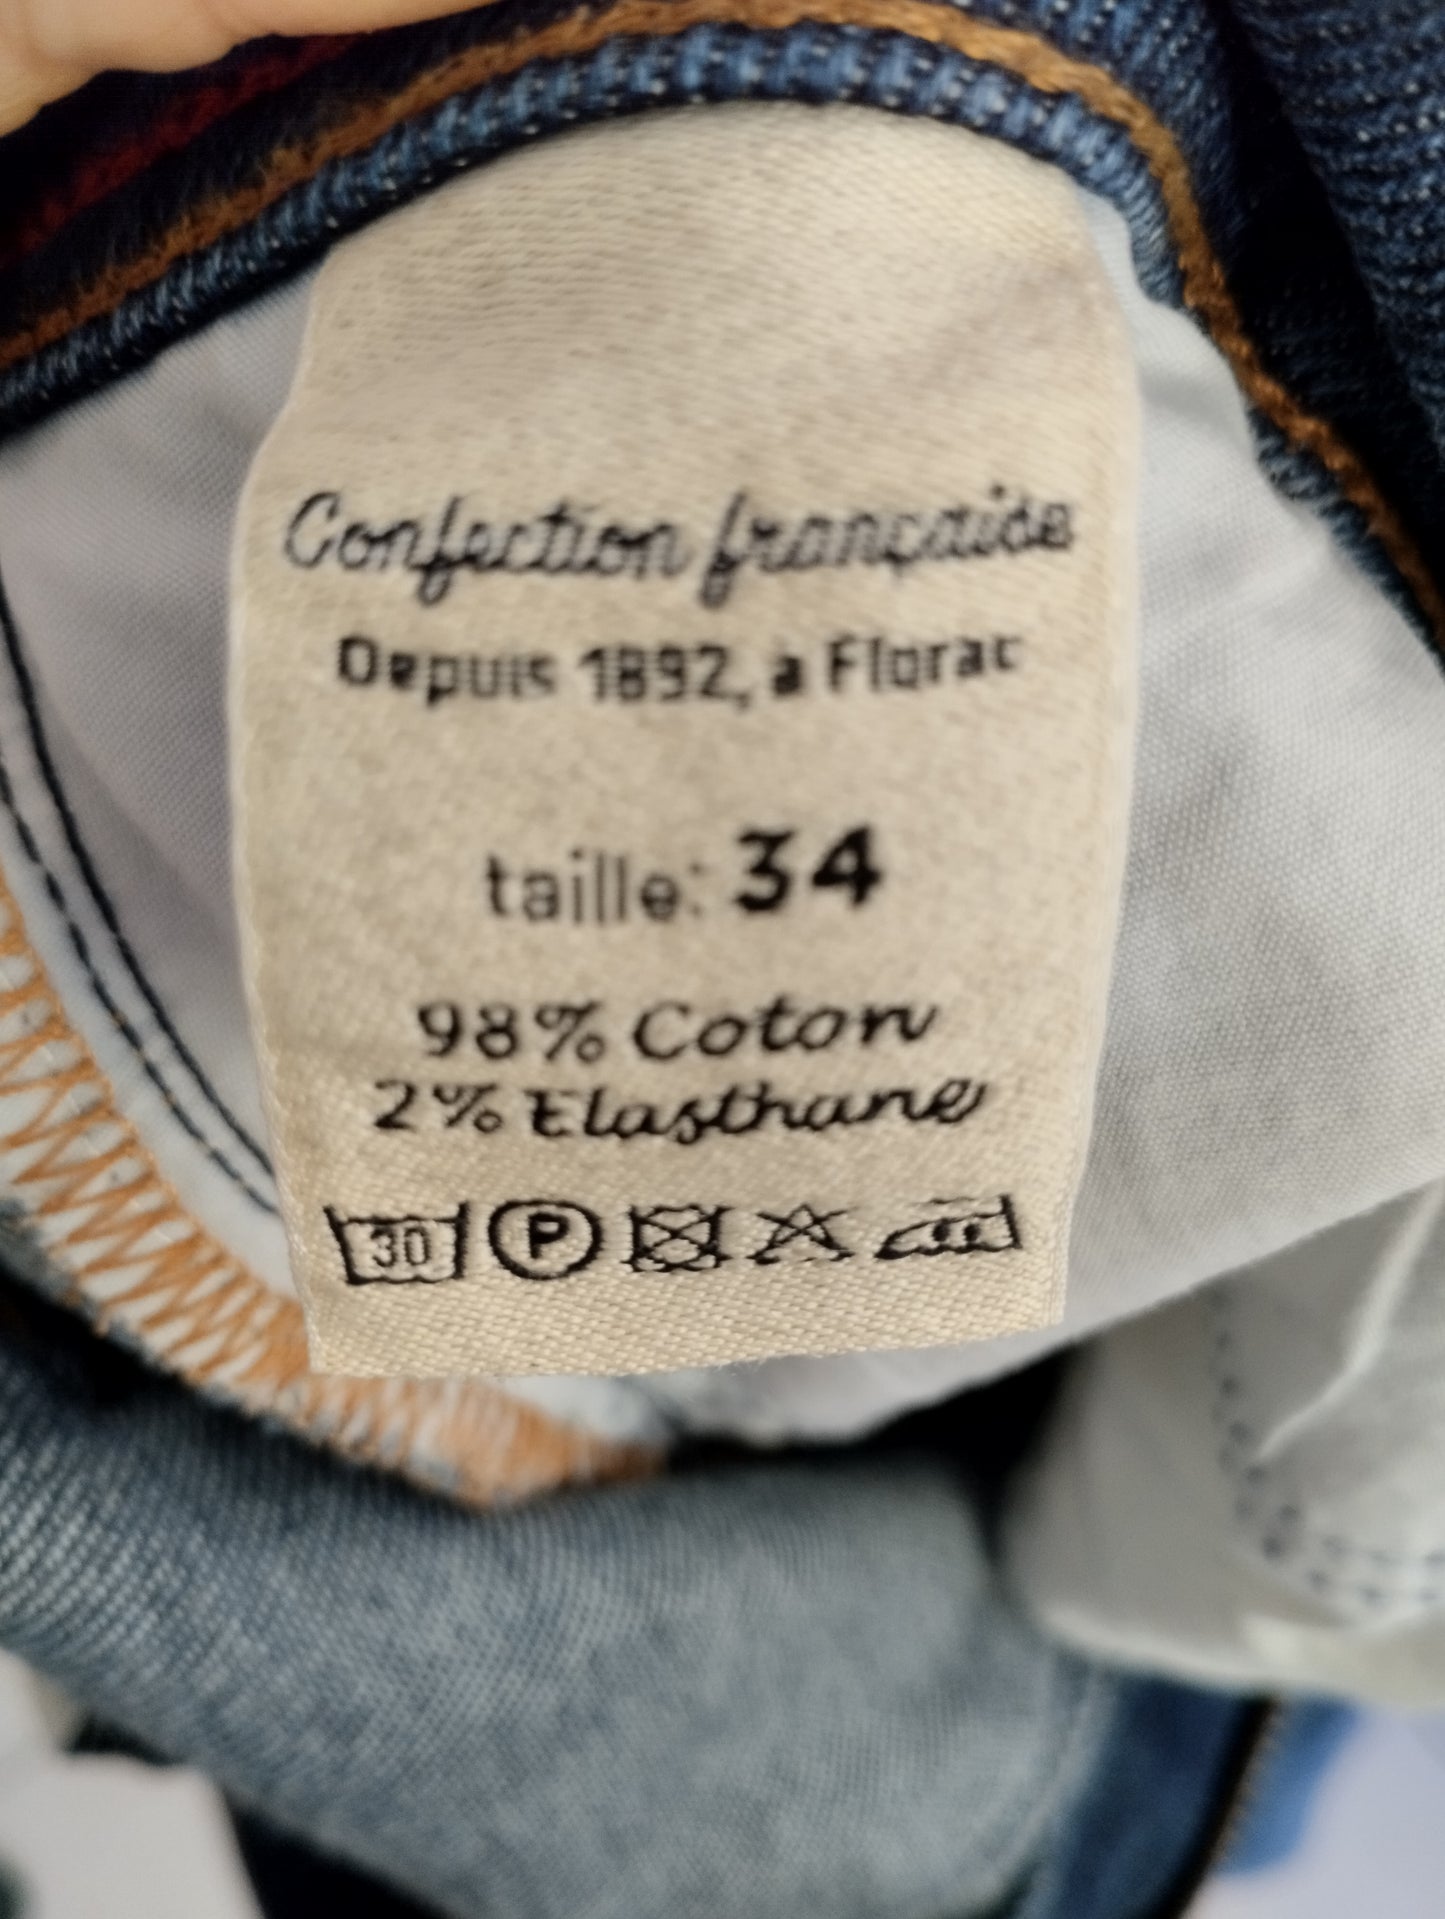 Confection française
Depuis 1892, à Florac
taille: 34
98% Coton
2% Elasthane
30 P